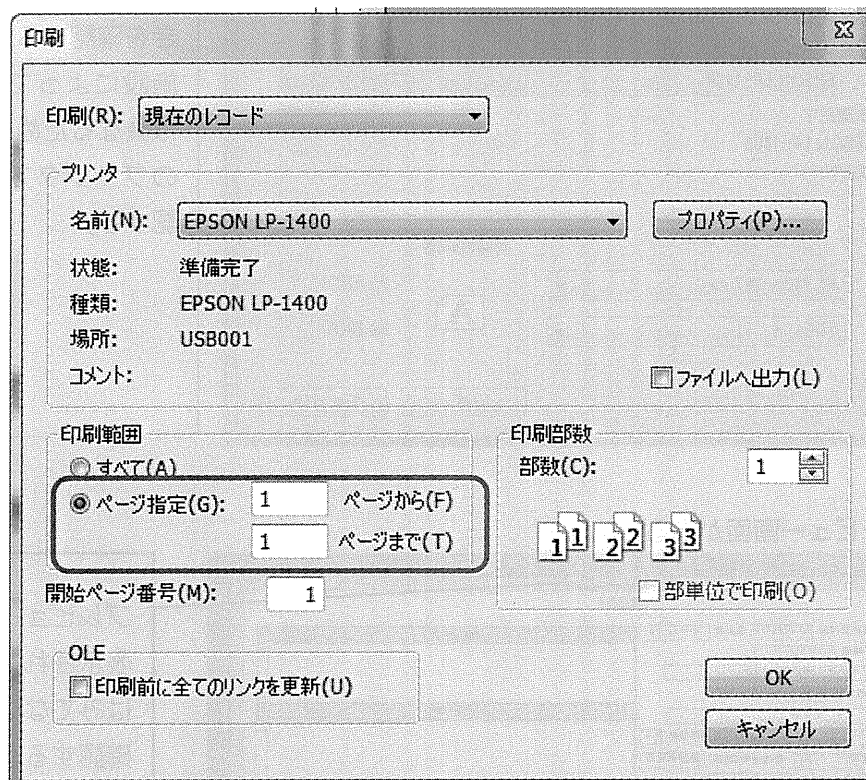 印刷
印刷(R): 現在のレコード
プリンタ
名前(N): EPSON LP-1400 プロパティ(P)...
状態: 準備完了
種類: EPSON LP-1400
場所: USB001
コメント: ファイルへ出力(L)
印刷範囲
すべて(A)
ページ指定(G): 1 ページから(F)
1 ページまで(T)
開始ページ番号(M): 1
印刷部数
部数(C): 1
1 1 2 2 3 3
部単位で印刷(O)
OLE
印刷前に全てのリンクを更新(U)
OK
キャンセル